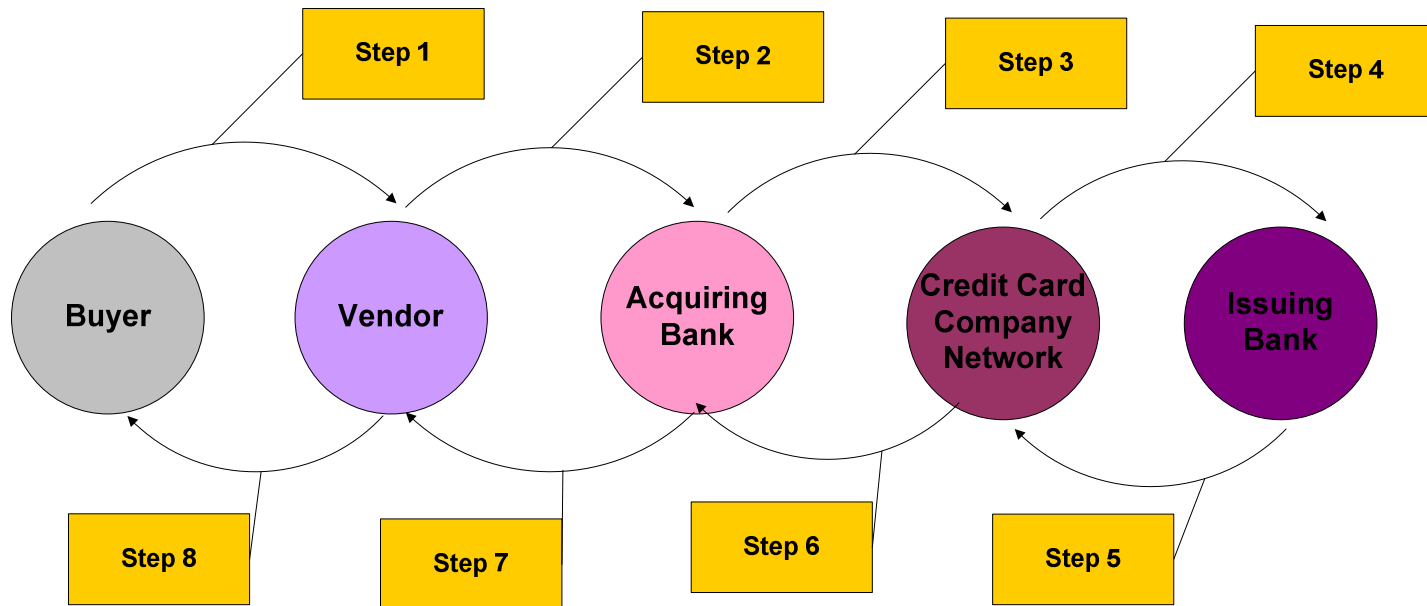 Step 1
Step 2
Step 3
Step 4
Buyer
Vendor
Acquiring
Bank
Credit Card
Company
Network
Issuing
Bank
Step 8
Step 7
Step 6
Step 5